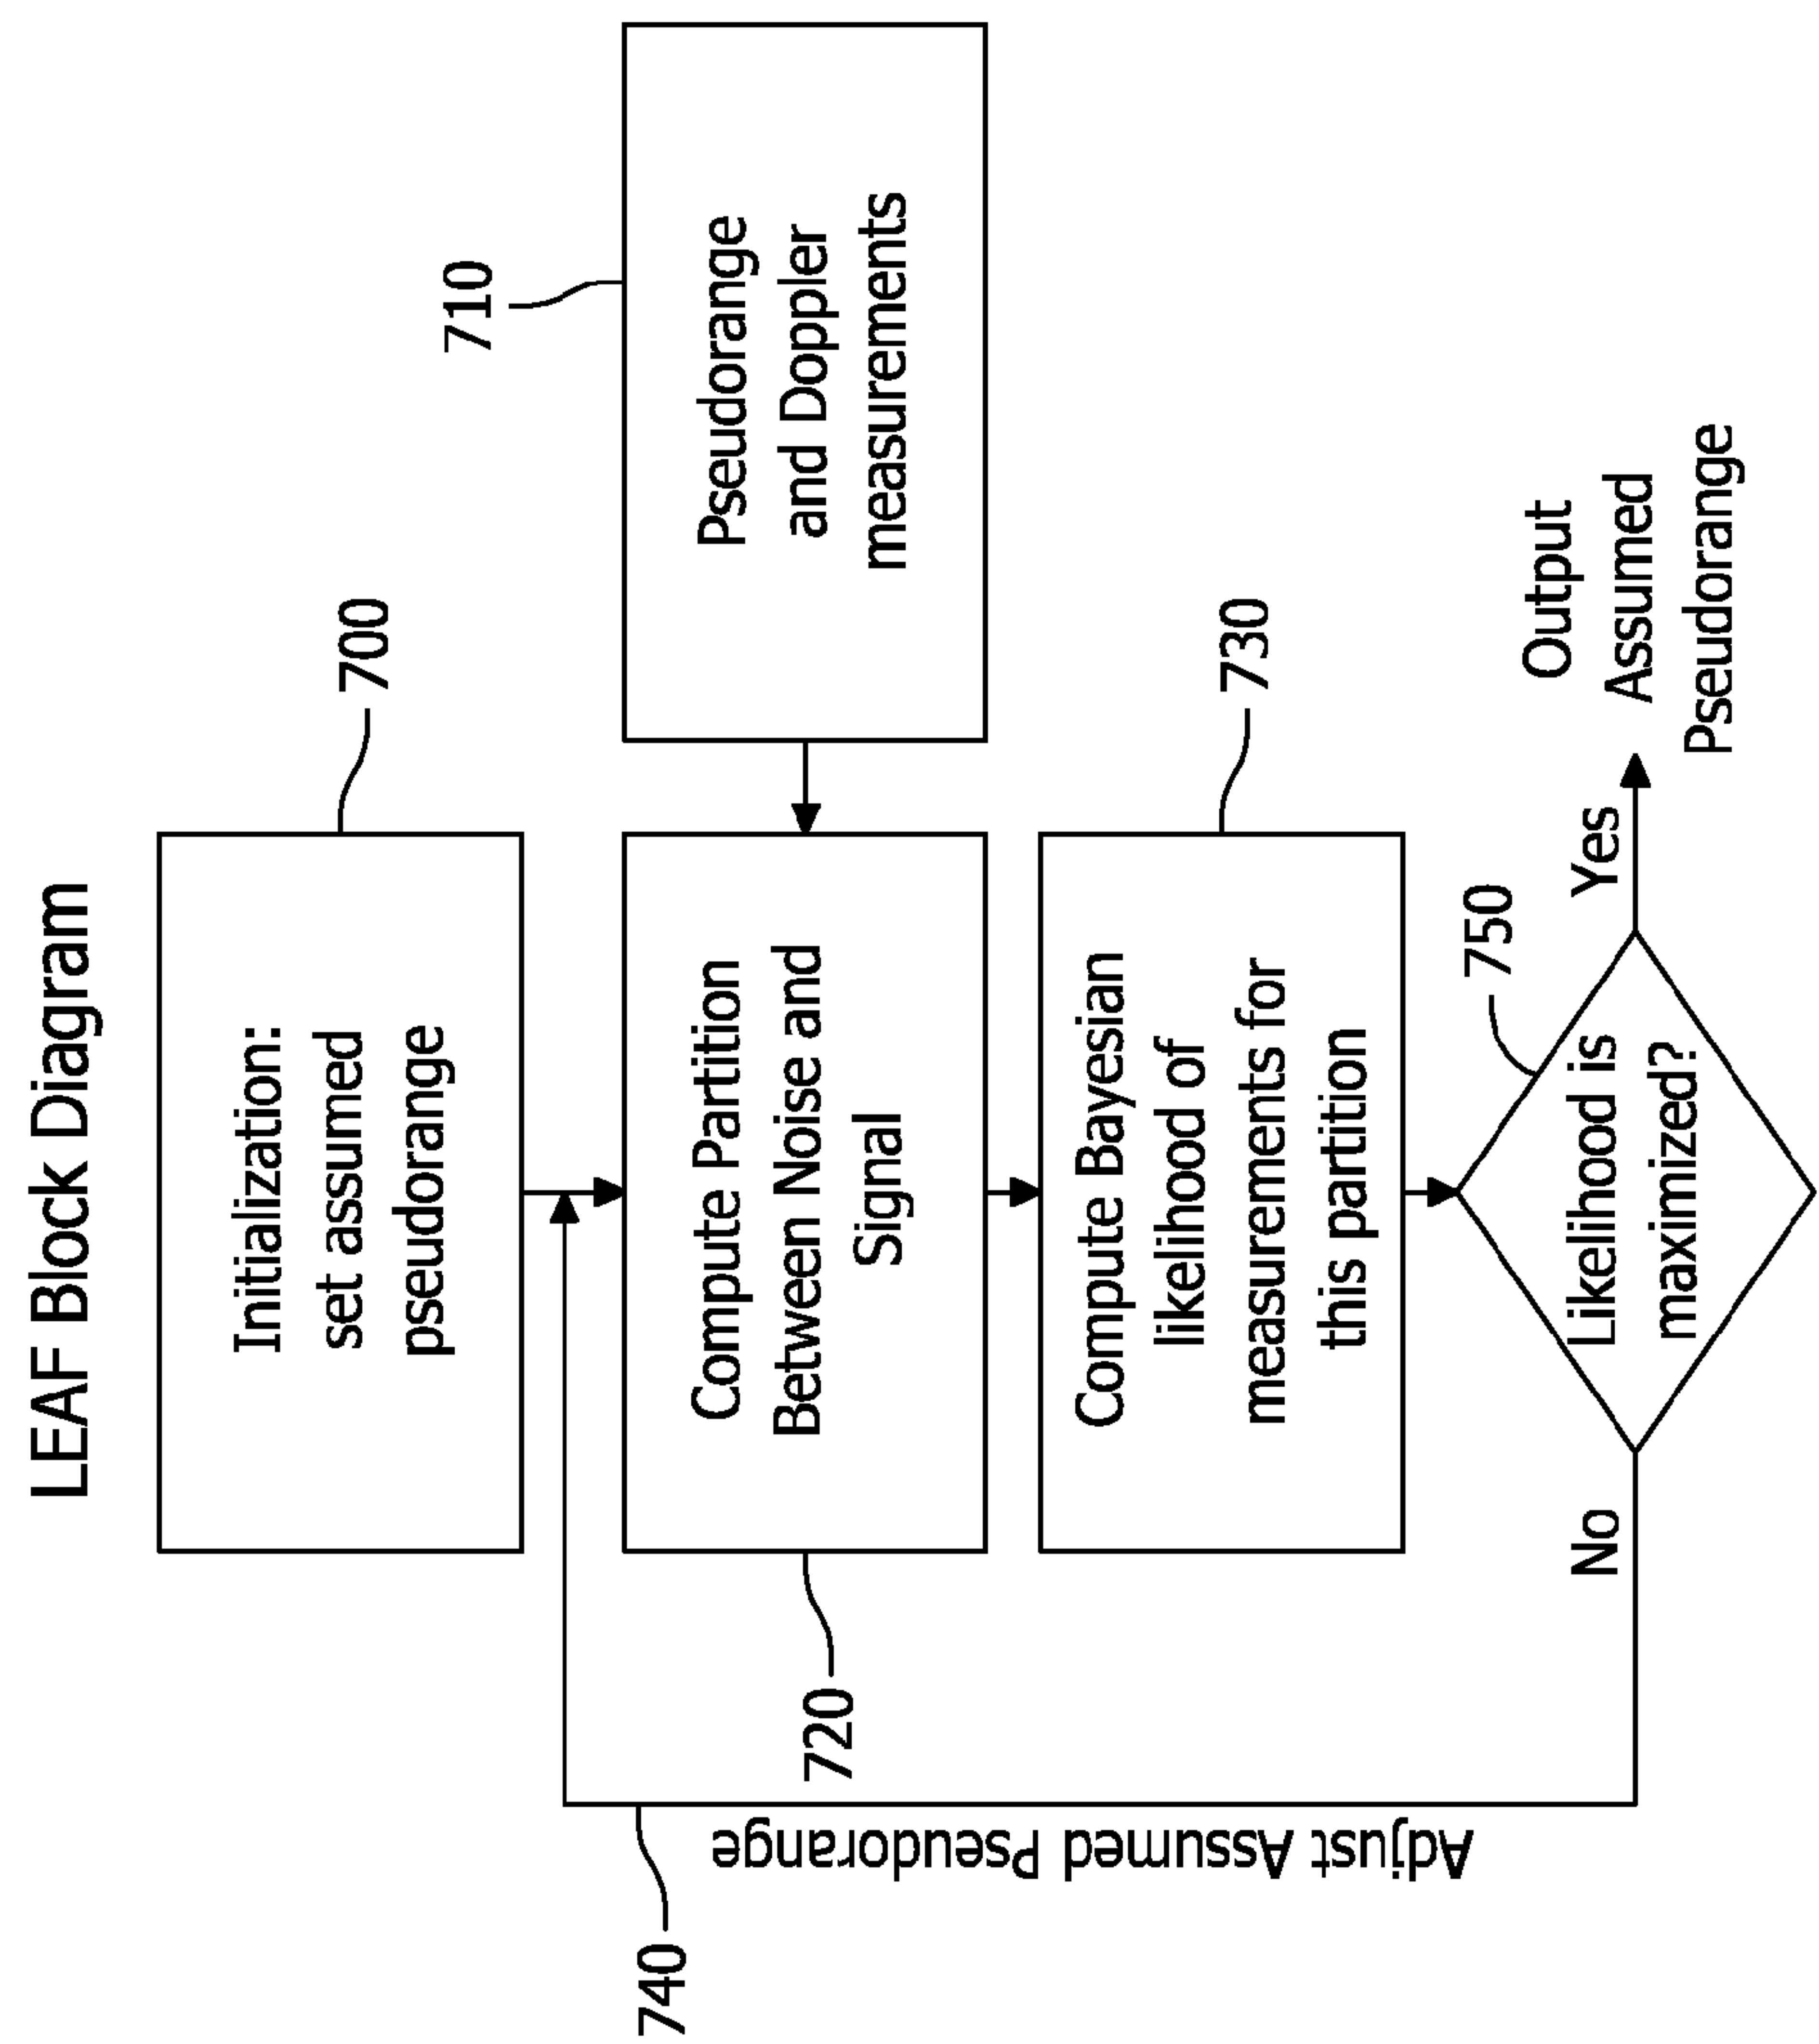 LEAF Block Diagram
Initialization:
set assumed
pseudorange
700
710
Pseudorange
and Doppler
measurements
Compute Partition
Between Noise and
Signal
720
Compute Bayesian
likelihood of
measurements for
this partition
730
740
Adjust Assumed Pseudorange
750
Likelihood is
maximized?
No
Yes
Output
Assumed
Pseudorange